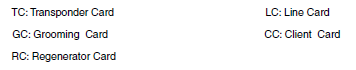 TC: Transponder Card
LC: Line Card
GC: Grooming Card
CC: Client Card
RC: Regenerator Card